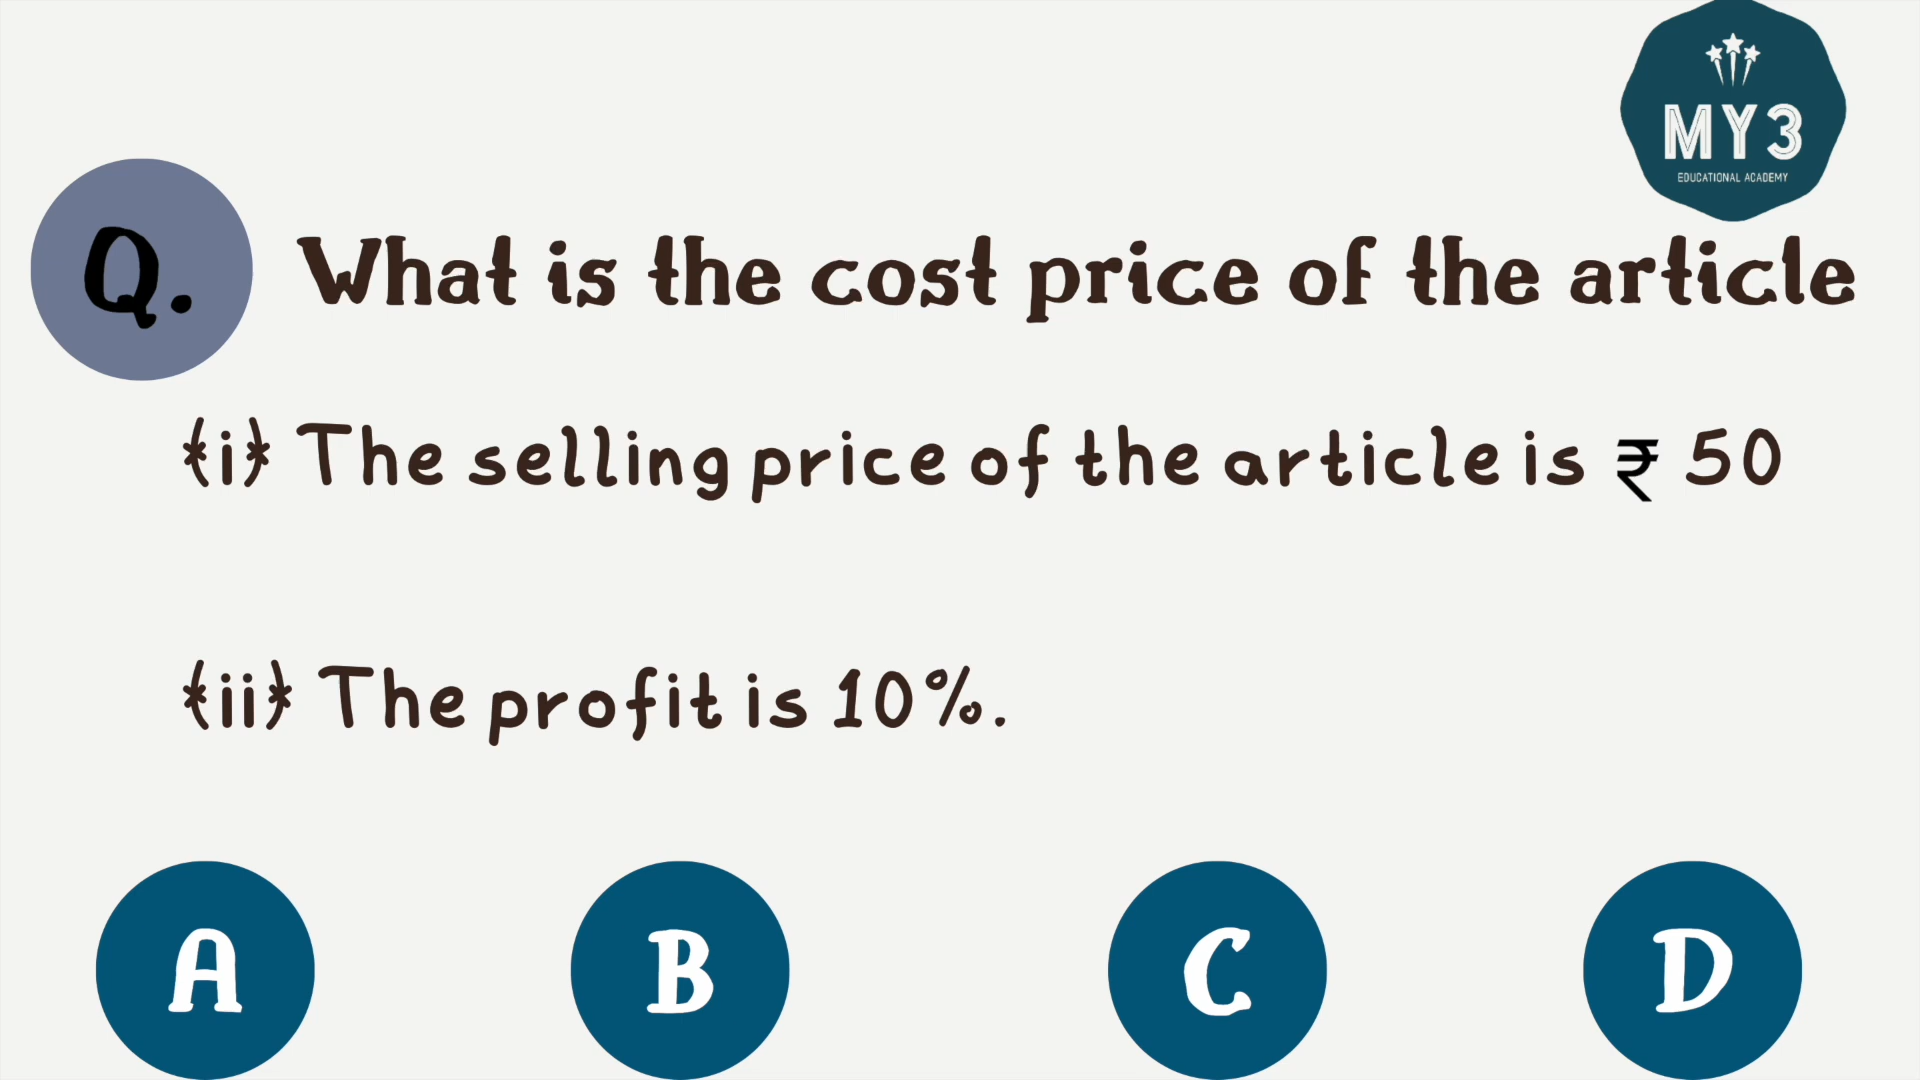 MY3
EDUCATIONAL ACADEMY
Q. What is the cost price of the article
(i) The selling price of the article is ₹ 50
(ii) The profit is 10%.
A B C D